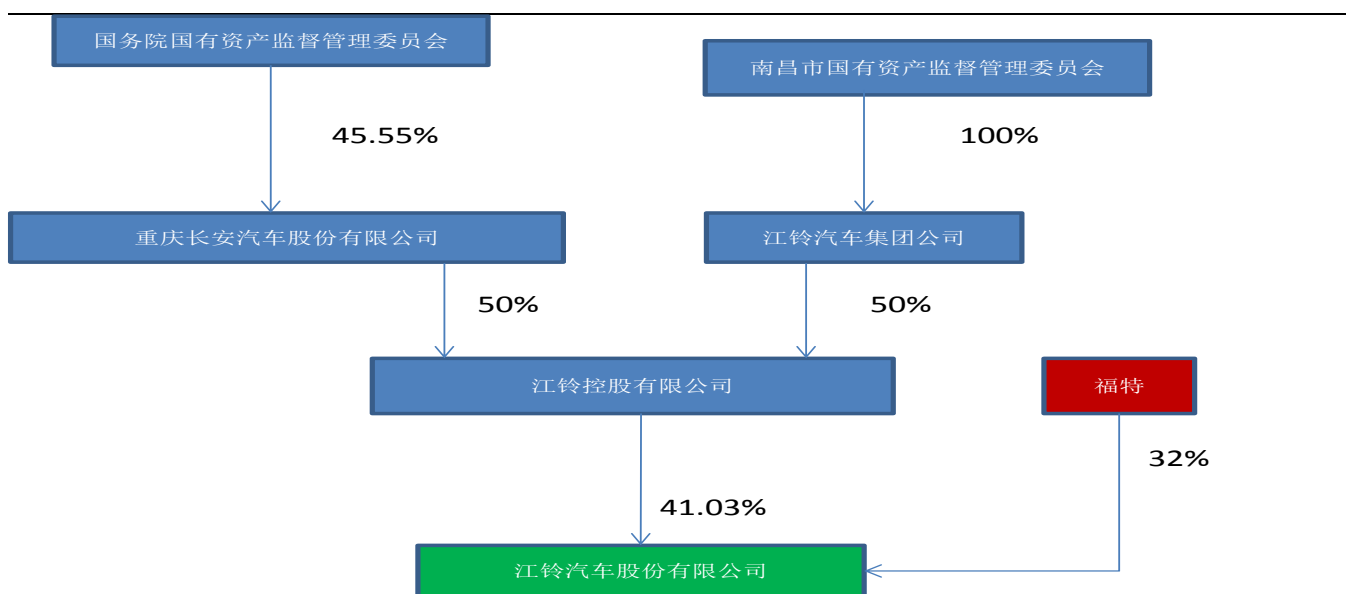 国务院国有资产监督管理委员会
南昌市国有资产监督管理委员会
45.55%
100%
重庆长安汽车股份有限公司
江铃汽车集团公司
50%
50%
江铃控股有限公司
福特
32%
41.03%
江铃汽车股份有限公司